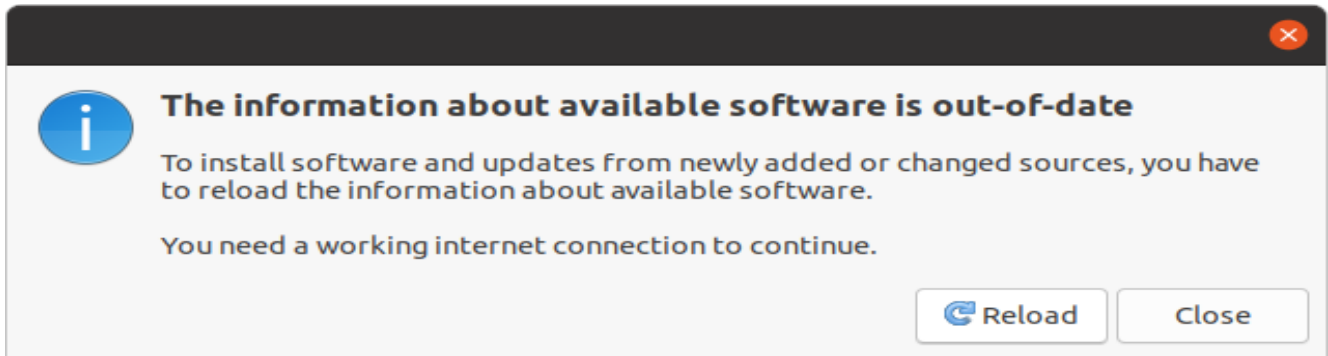 The information about available software is out-of-date
To install software and updates from newly added or changed sources, you have
to reload the information about available software.
You need a working internet connection to continue.
Reload
Close